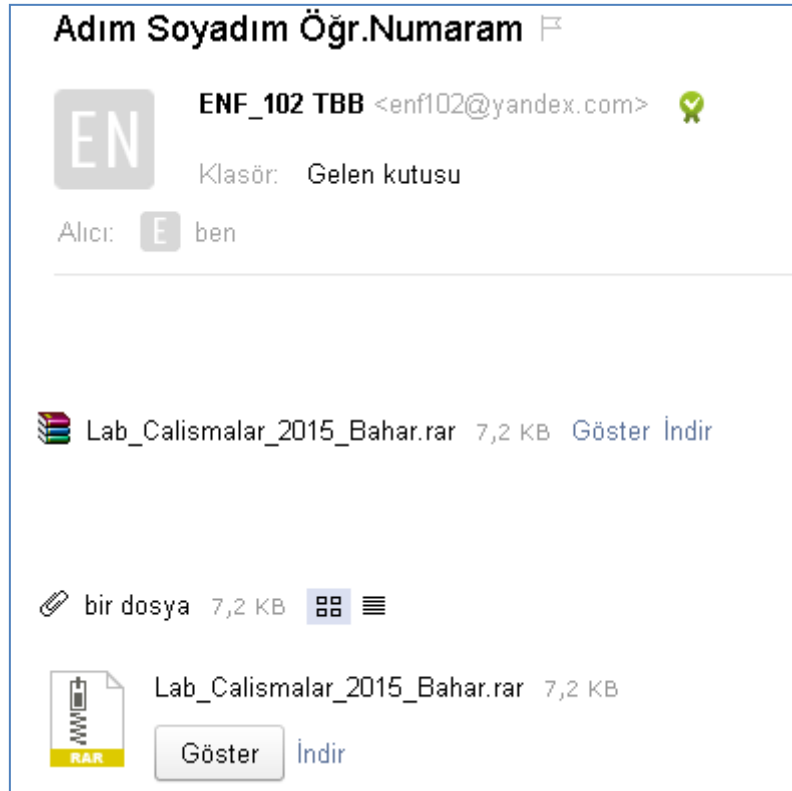 Adım Soyadım Öğr.Numaram
EN
ENF_102 TBB <enf102@yandex.com>
Klasör: Gelen kutusu
Alıcı: E ben
Lab_Calismalar_2015_Bahar.rar 7,2 KB Göster İndir
bir dosya 7,2 KB
Lab_Calismalar_2015_Bahar.rar 7,2 KB
RAR
Göster İndir